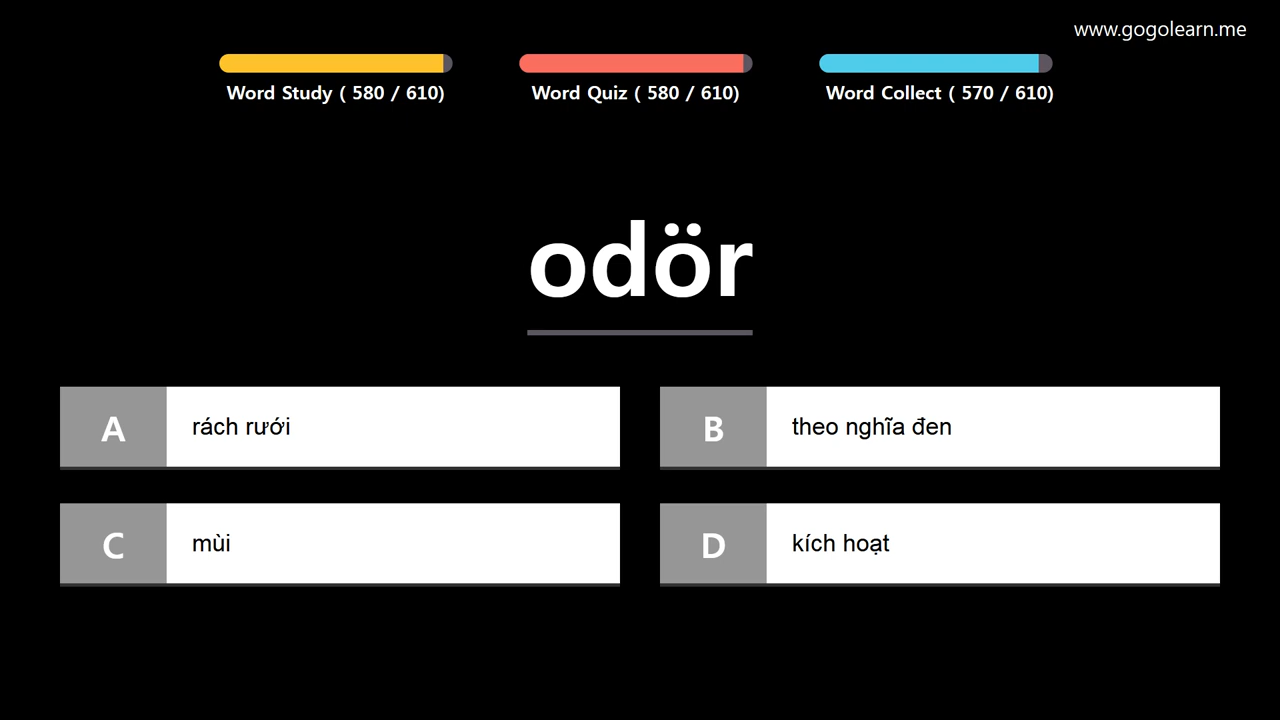 www.gogolearn.me
Word Study ( 580 / 610)
Word Quiz ( 580 / 610)
Word Collect ( 570 / 610)
odör
A
rách rưới
B
theo nghĩa đen
C
mùi
D
kích hoạt